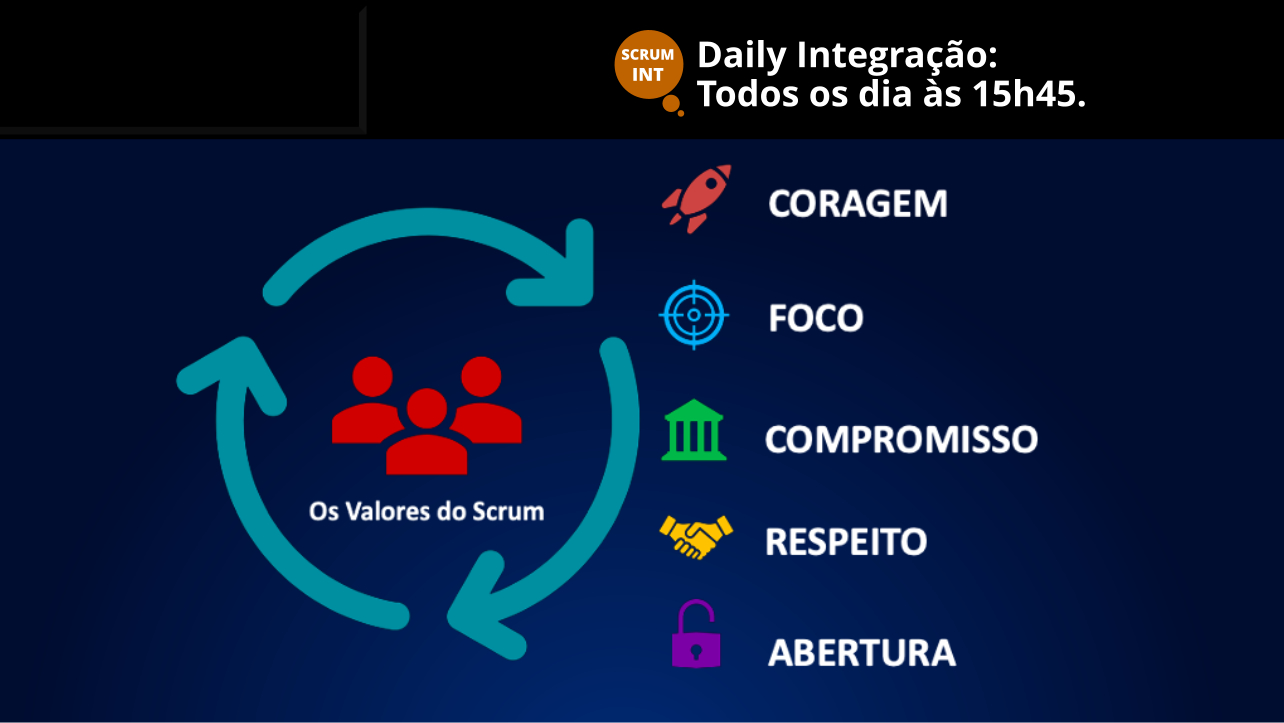 SCRUM
INT
Daily Integração:
Todos os dia às 15h45.
CORAGEM
FOCO
COMPROMISSO
Os Valores do Scrum
RESPEITO
ABERTURA